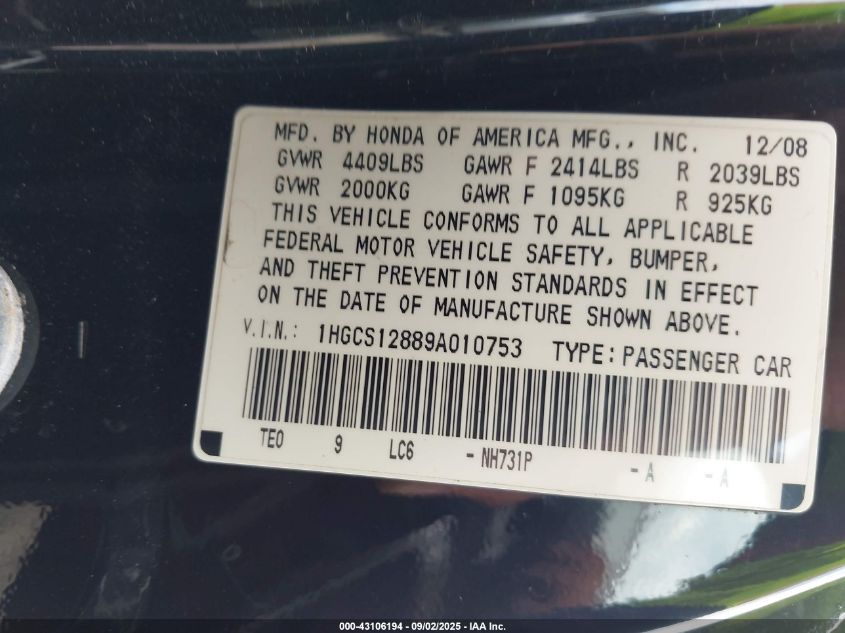 MFD. BY HONDA OF AMERICA MFG., INC. 12/08
GVWR 4409LBS GAWR F 2414LBS R 2039LBS
GVWR 2000KG GAWR F 1095KG R 925KG
THIS VEHICLE CONFORMS TO ALL APPLICABLE
FEDERAL MOTOR VEHICLE SAFETY, BUMPER,
AND THEFT PREVENTION STANDARDS IN EFFECT
ON THE DATE OF MANUFACTURE SHOWN ABOVE.
V.I.N.: 1HGCS12889A010753 TYPE: PASSENGER CAR
TE0 9 LC6 - NH731P - A - A
000-43106194 - 09/02/2025 - IAA Inc.